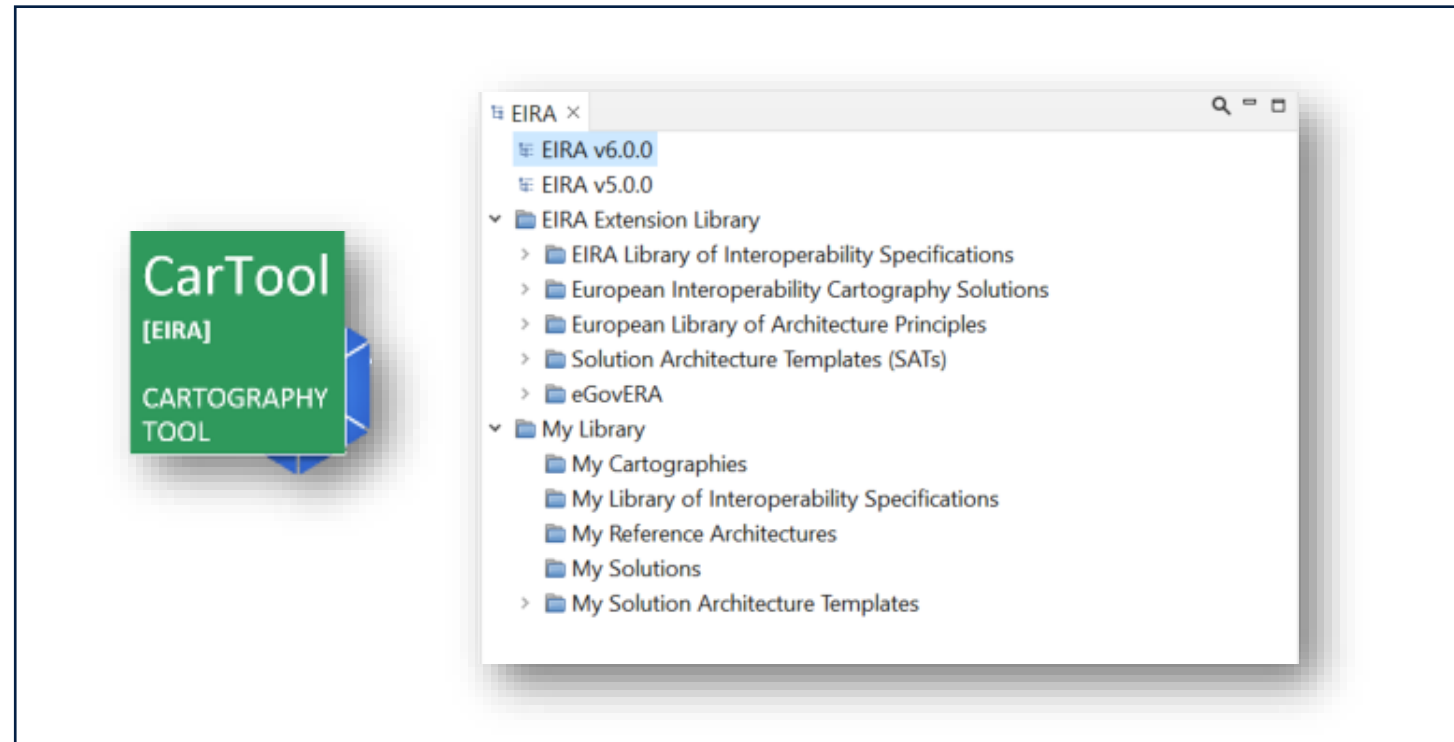 CarTool
[EIRA]
CARTOGRAPHY
TOOL
EIRA
EIRA v6.0.0
EIRA v5.0.0
EIRA Extension Library
EIRA Library of Interoperability Specifications
European Interoperability Cartography Solutions
European Library of Architecture Principles
Solution Architecture Templates (SATs)
eGovERA
My Library
My Cartographies
My Library of Interoperability Specifications
My Reference Architectures
My Solutions
My Solution Architecture Templates